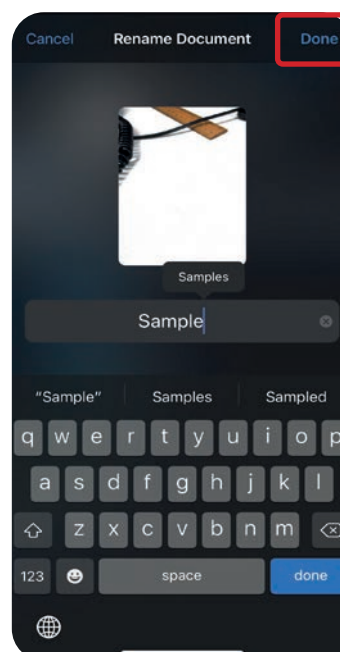 Cancel Rename Document Done
Samples
Sample
“Sample” Samples Sampled
q w e r t y u i o p
a s d f g h j k l
z x c v b n m
123 space done